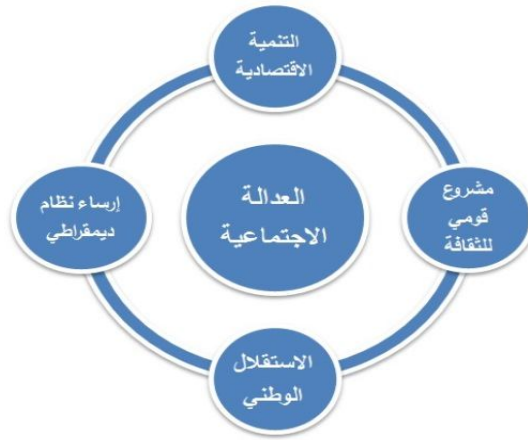 التنمية
الاقتصادية
مشروع
قومي
للثقافة
العدالة
الاجتماعية
إرساء نظام
ديمقراطي
الاستقلال
الوطني